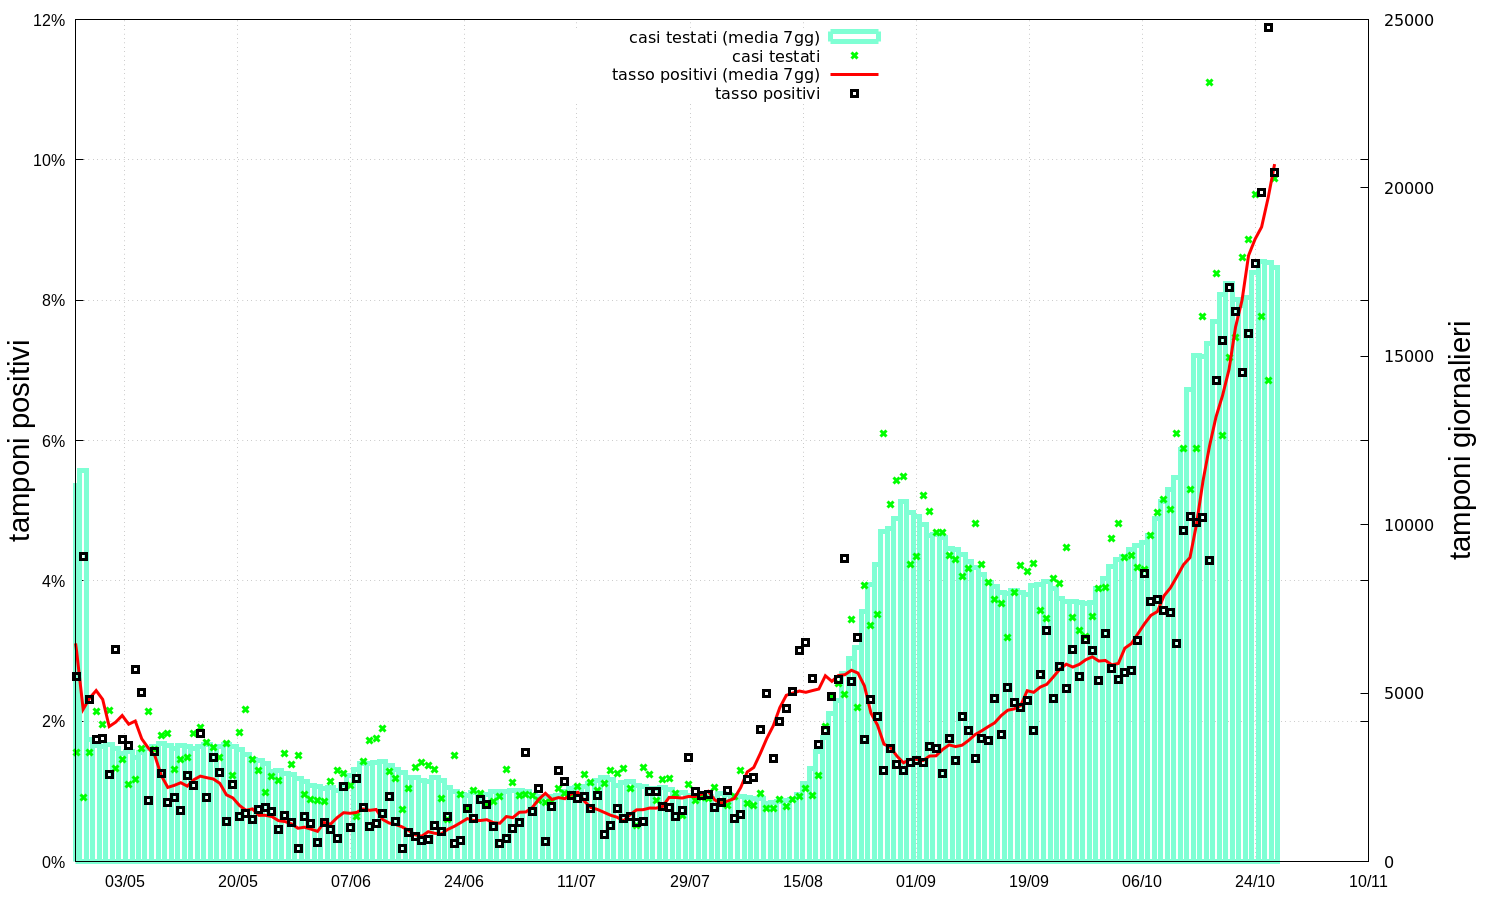 casi testati (media 7gg)
casi testati
tasso positivi (media 7gg)
tasso positivi
12%
10%
8%
6%
4%
2%
0%
tamponi positivi
25000
20000
15000
10000
5000
0
tamponi giornalieri
03/05 20/05 07/06 24/06 11/07 29/07 15/08 01/09 19/09 06/10 24/10 10/11